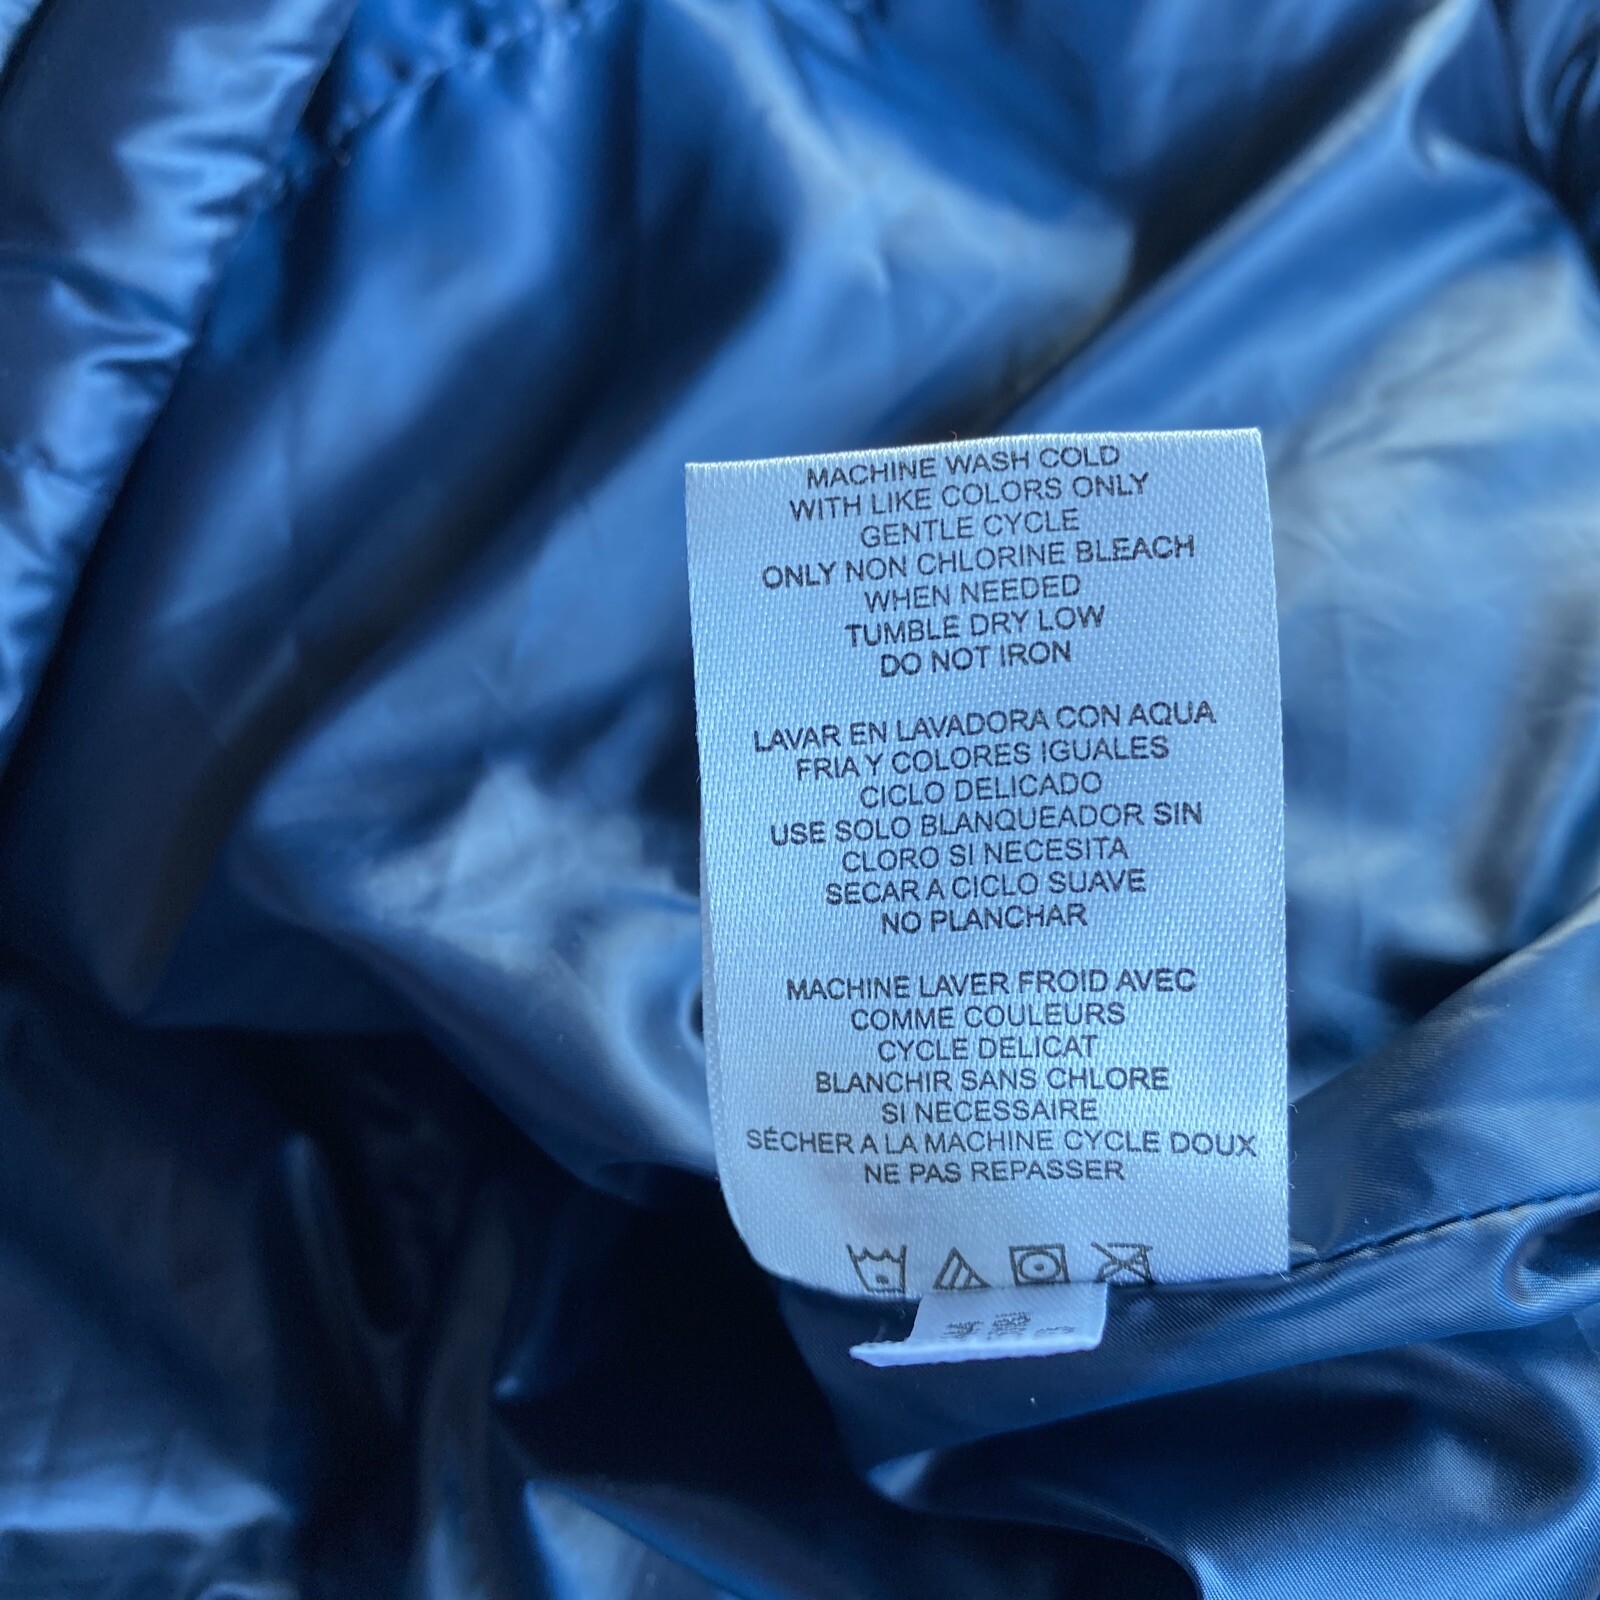 MACHINE WASH COLD
WITH LIKE COLORS ONLY
GENTLE CYCLE
ONLY NON CHLORINE BLEACH
WHEN NEEDED
TUMBLE DRY LOW
DO NOT IRON
LAVAR EN LAVADORA CON AQUA
FRIA Y COLORES IGUALES
CICLO DELICADO
USE SOLO BLANQUEADOR SIN
CLORO SI NECESITA
SECAR A CICLO SUAVE
NO PLANCHAR
MACHINE LAVER FROID AVEC
COMME COULEURS
CYCLE DELICAT
BLANCHIR SANS CHLORE
SI NECESSAIRE
SÉCHER A LA MACHINE CYCLE DOUX
NE PAS REPASSER